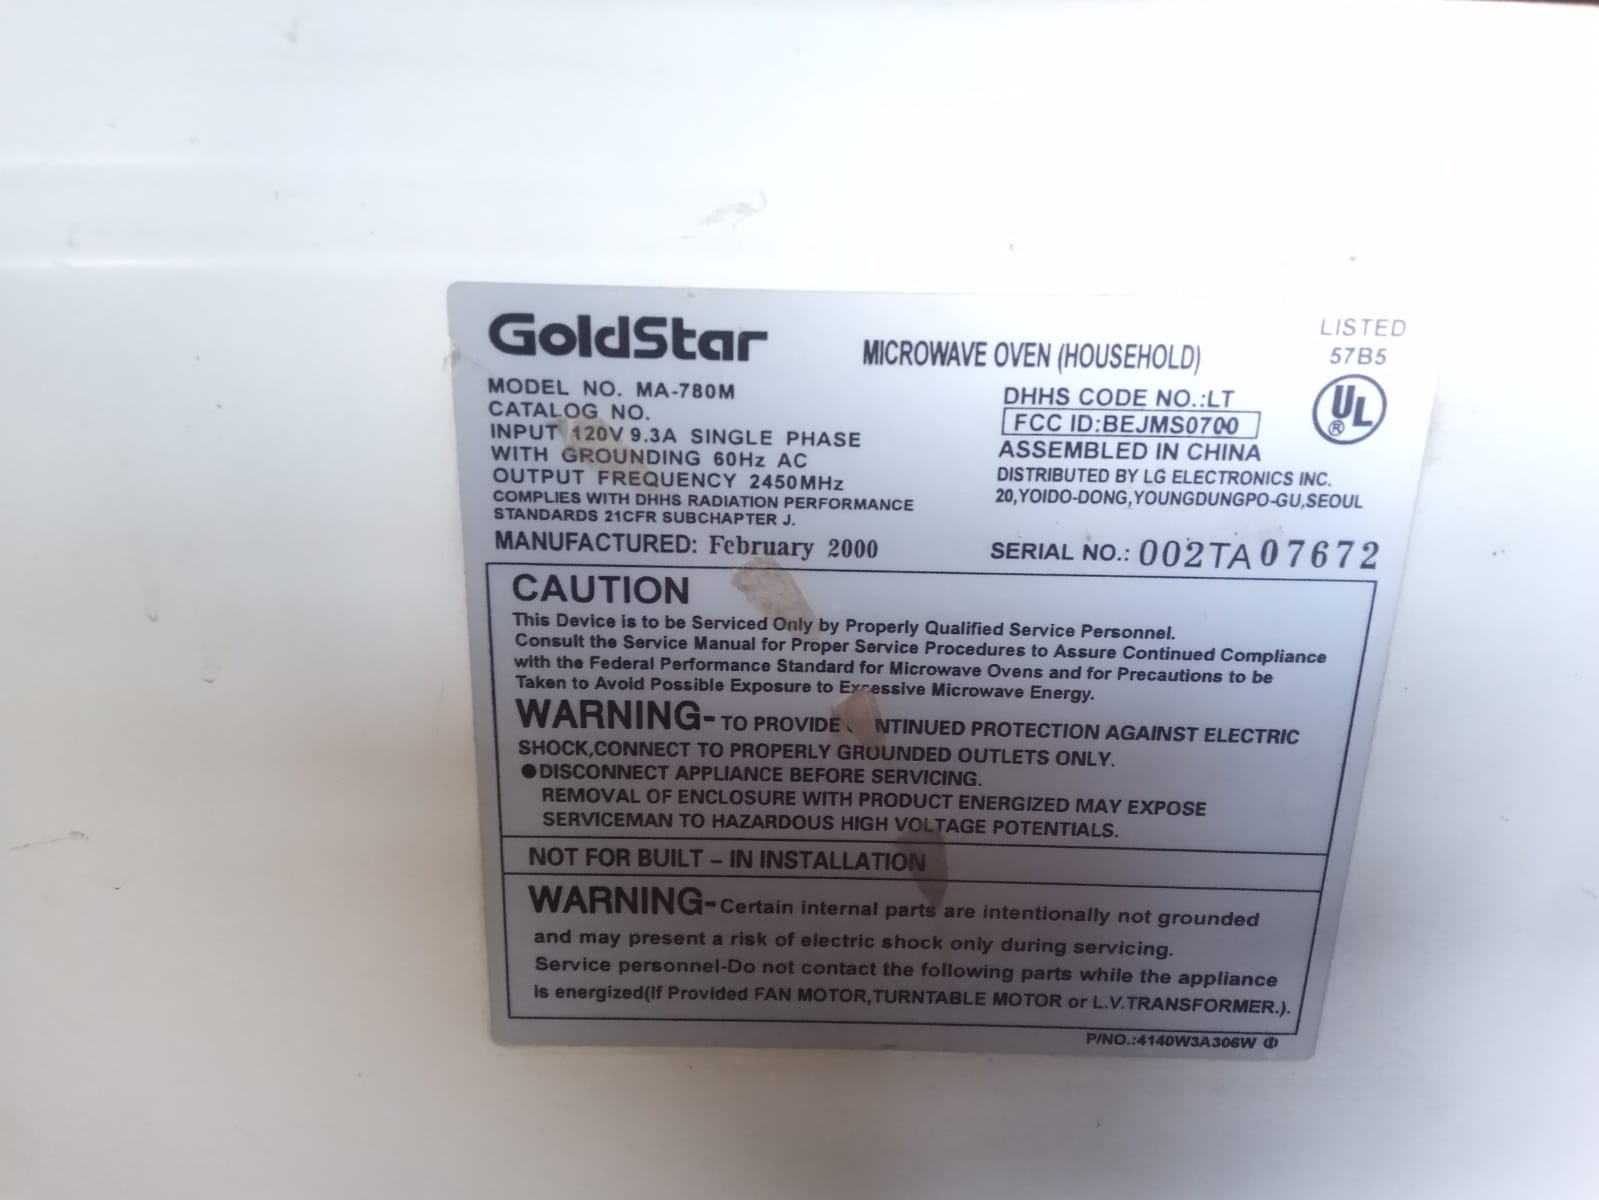 GoldStar
MICROWAVE OVEN (HOUSEHOLD)
LISTED
57B5
UL
®
MODEL NO. MA-780M
CATALOG NO.
INPUT 120V 9.3A SINGLE PHASE
WITH GROUNDING 60Hz AC
OUTPUT FREQUENCY 2450MHz
COMPLIES WITH DHHS RADIATION PERFORMANCE
STANDARDS 21CFR SUBCHAPTER J.
DHHS CODE NO.:LT
FCC ID:BEJMS0700
ASSEMBLED IN CHINA
DISTRIBUTED BY LG ELECTRONICS INC.
20,YOIDO-DONG,YOUNGDUNGPO-GU,SEOUL
MANUFACTURED: February 2000
SERIAL NO.: 002TA07672
CAUTION
This Device is to be Serviced Only by Properly Qualified Service Personnel.
Consult the Service Manual for Proper Service Procedures to Assure Continued Compliance
with the Federal Performance Standard for Microwave Ovens and for Precautions to be
Taken to Avoid Possible Exposure to Excessive Microwave Energy.
WARNING- TO PROVIDE CONTINUED PROTECTION AGAINST ELECTRIC
SHOCK,CONNECT TO PROPERLY GROUNDED OUTLETS ONLY.
●DISCONNECT APPLIANCE BEFORE SERVICING.
REMOVAL OF ENCLOSURE WITH PRODUCT ENERGIZED MAY EXPOSE
SERVICEMAN TO HAZARDOUS HIGH VOLTAGE POTENTIALS.
NOT FOR BUILT – IN INSTALLATION
WARNING-Certain internal parts are intentionally not grounded
and may present a risk of electric shock only during servicing.
Service personnel-Do not contact the following parts while the appliance
is energized(If Provided FAN MOTOR,TURNTABLE MOTOR or L.V.TRANSFORMER.).
P/NO.:4140W3A306W